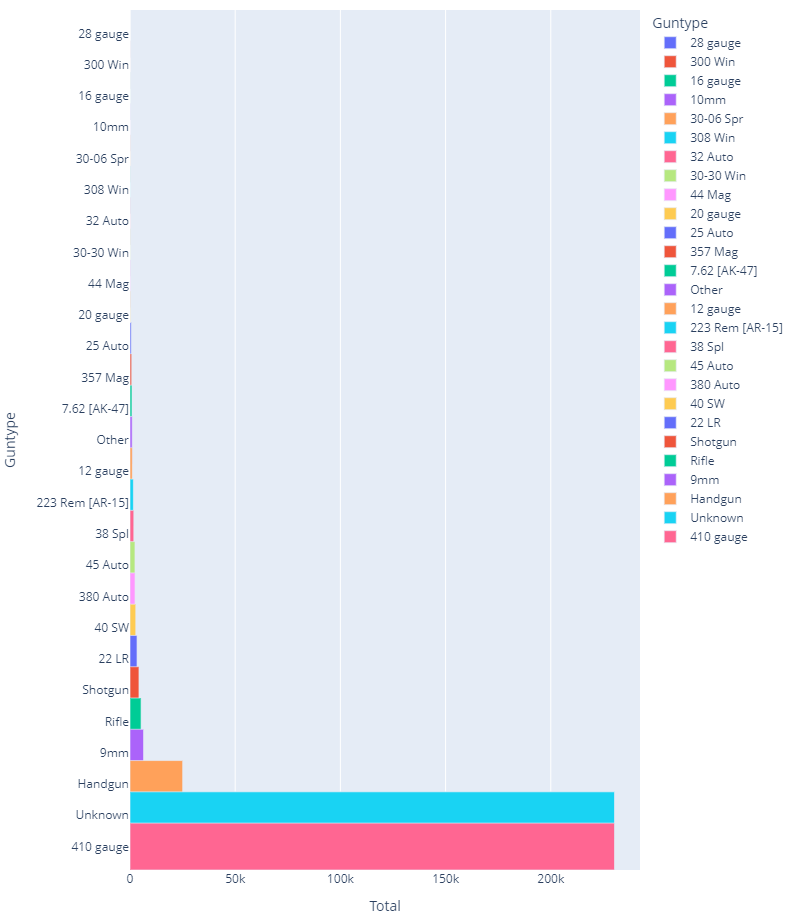 28 gauge
300 Win
16 gauge
10mm
30-06 Spr
308 Win
32 Auto
30-30 Win
44 Mag
20 gauge
25 Auto
357 Mag
7.62 [AK-47]
Other
12 gauge
223 Rem [AR-15]
38 Spl
45 Auto
380 Auto
40 SW
22 LR
Shotgun
Rifle
9mm
Handgun
Unknown
410 gauge
Guntype
0 50k 100k 150k 200k
Total
Guntype
28 gauge
300 Win
16 gauge
10mm
30-06 Spr
308 Win
32 Auto
30-30 Win
44 Mag
20 gauge
25 Auto
357 Mag
7.62 [AK-47]
Other
12 gauge
223 Rem [AR-15]
38 Spl
45 Auto
380 Auto
40 SW
22 LR
Shotgun
Rifle
9mm
Handgun
Unknown
410 gauge